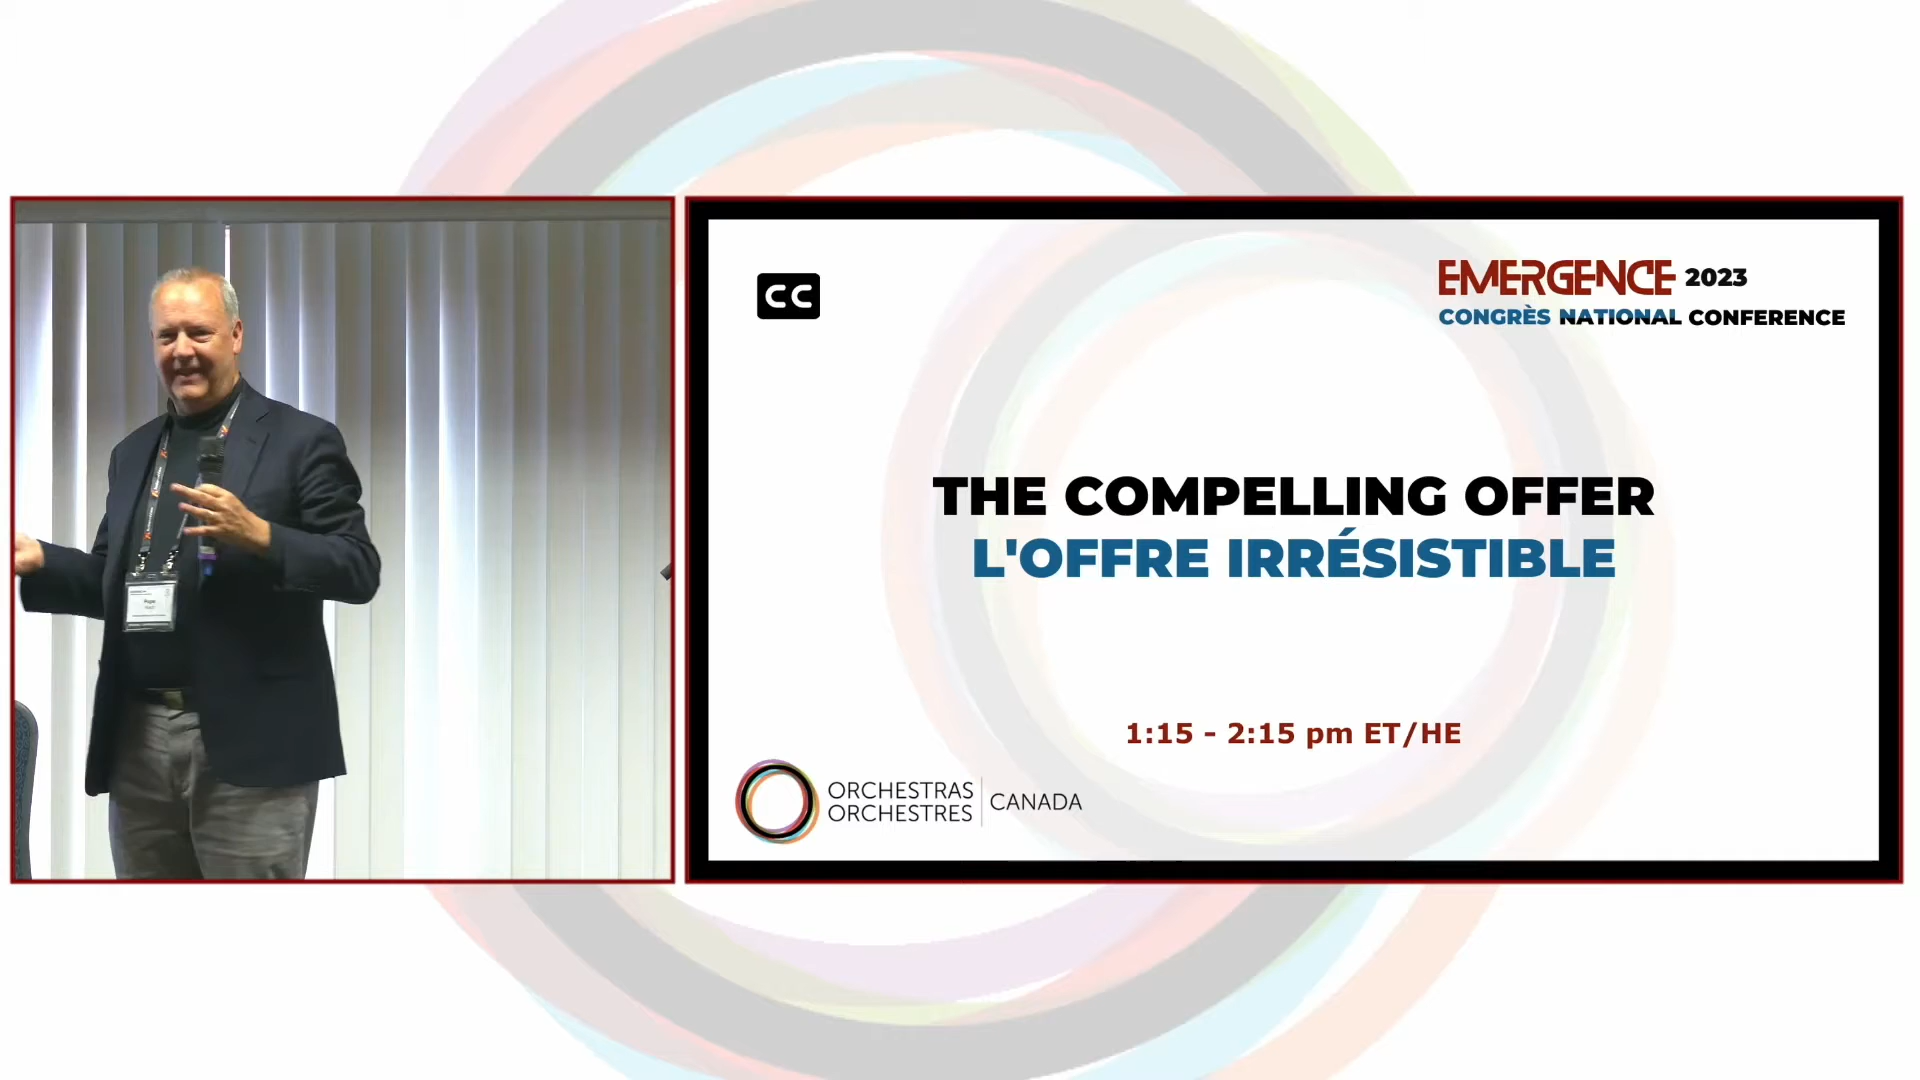 CC
EMERGENCE 2023
CONGRÈS NATIONAL CONFERENCE
THE COMPELLING OFFER
L'OFFRE IRRÉSISTIBLE
1:15 - 2:15 pm ET/HE
ORCHESTRAS
ORCHESTRES
CANADA